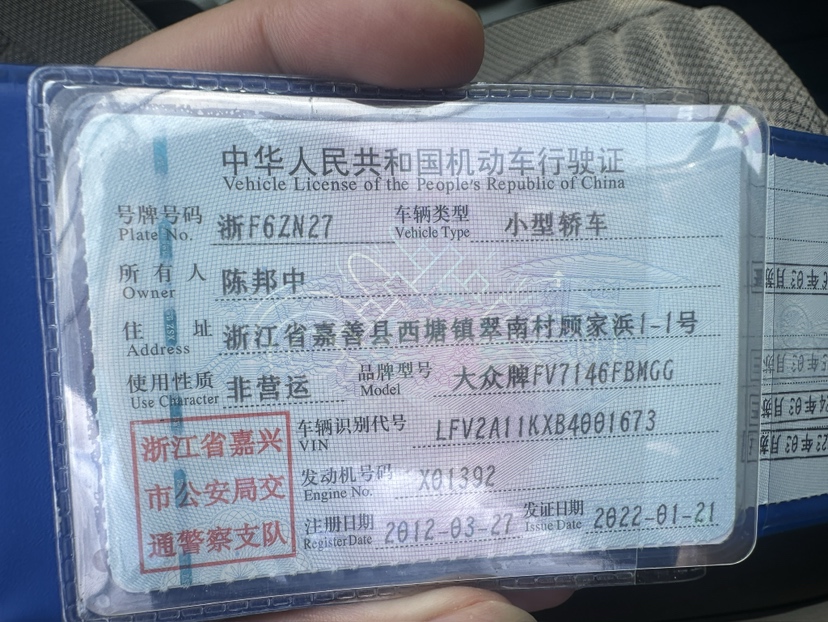 中华人民共和国机动车行驶证
Vehicle License of the People's Republic of China
号牌号码 浙F6ZN27 车辆类型 小型轿车
Plate No. Vehicle Type
所有人 陈邦中
Owner
住址 浙江省嘉善县西塘镇翠南村顾家浜1-1号
Address
使用性质 非营运 品牌型号 大众牌FV7146FBMGG
Use Character Model
浙江省嘉兴
市公安局交
通警察支队
车辆识别代号 LFV2A11KXB4001673
VIN
发动机号码 X01392
Engine No.
注册日期 2012-03-27 发证日期 2022-01-21
Register Date Issue Date